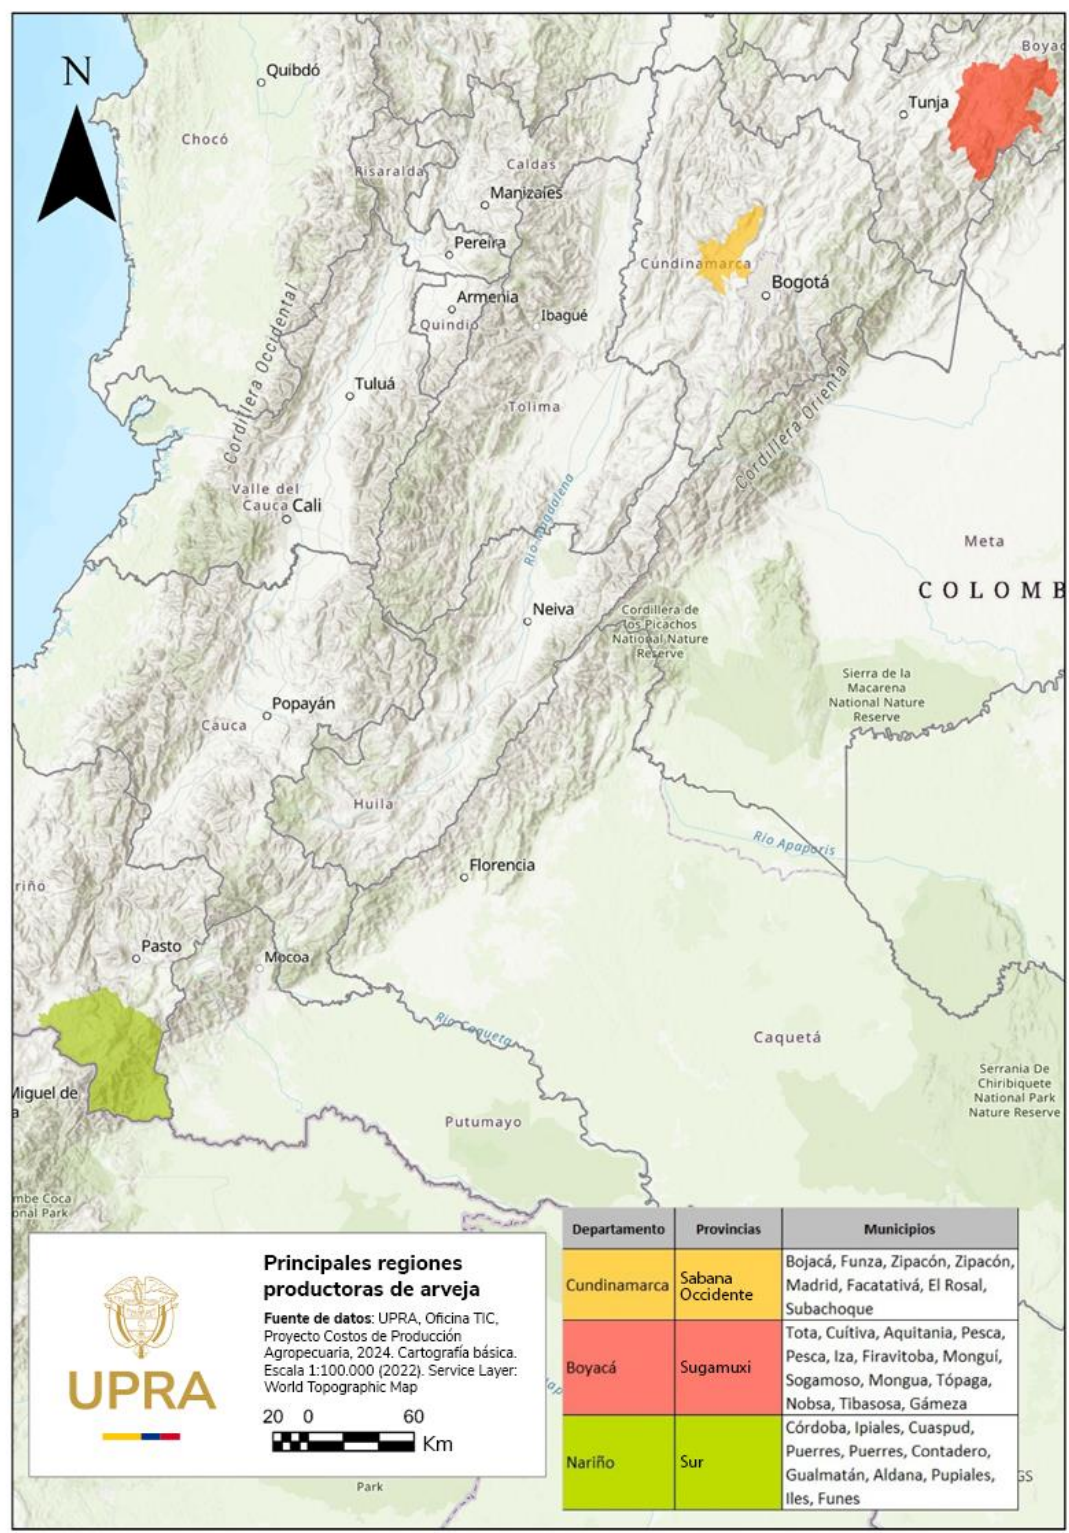 N
Quibdó
Boyac
Tunja
Chocó
Risaralda
Caldas
Manizales
Pereira
Cundinamarca
Bogotá
Armenia
Quindío
Ibagué
Cordillera Occidental
Tuluá
Tolima
Cordillera Oriental
Valle del
Cauca
Cali
Río Magdalena
Meta
COLOMB
Neiva
Cordillera de
los Picachos
National Nature
Reserve
Sierra de la
Macarena
National Nature
Reserve
Popayán
Cauca
Huila
Río Apaporis
Florencia
riño
Pasto
Mocoa
Río Caqueta
Caquetá
Serrania De
Chiribiquete
National Park
Nature Reserve
Miguel de
a
Putumayo
mbe Coca
onal Park
Principales regiones
productoras de arveja
Fuente de datos: UPRA, Oficina TIC,
Proyecto Costos de Producción
Agropecuaria, 2024. Cartografía básica.
Escala 1:100.000 (2022). Service Layer:
World Topographic Map
UPRA
20 0 60
Km
Park
Departamento Provincias Municipios
Cundinamarca Sabana Occidente Bojacá, Funza, Zipacón, Zipacón,
Madrid, Facatativá, El Rosal,
Subachoque
Boyacá Sugamuxi Tota, Cuítiva, Aquitania, Pesca,
Pesca, Iza, Firavitoba, Monguí,
Sogamoso, Mongua, Tópaga,
Nobsa, Tibasosa, Gámeza
Nariño Sur Córdoba, Ipiales, Cuaspud,
Puerres, Puerres, Contadero,
Gualmatán, Aldana, Pupiales,
Iles, Funes
GS